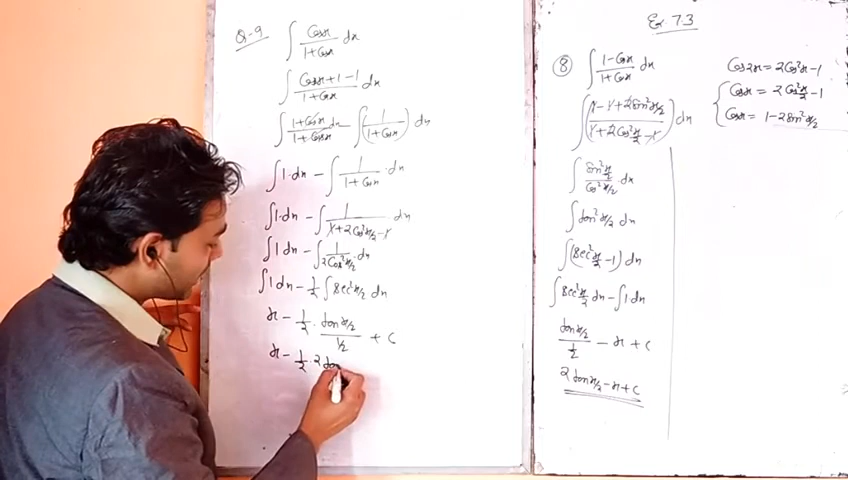 Q-9 ∫ Cosx/(1+Cosx) dx
∫ (Cosx+1-1)/(1+Cosx) dx
∫ (1+Cosx)/(1+Cosx) dx - ∫ (1/(1+Cosx)) dx
∫1·dx - ∫ 1/(1+Cosx) · dx
∫1·dx - ∫ 1/(1+2Cos²x/2-1) dx
∫1 dx - ∫ 1/(2Cos²x/2) · dx
∫1 dx - 1/2 ∫ Sec²x/2 dx
x - 1/2 · (tan x/2)/(1/2) + C
x - 1/2 · 2 tan
Ex. 7.3
⑧ ∫ (1-Cosx)/(1+Cosx) dx
∫ ((1-1+2Sin²x/2)/(1+2Cos²x/2-1)) dx
∫ (Sin²x/2)/(Cos²x/2) · dx
∫ tan²x/2 dx
∫ (Sec²x/2 -1) dx
∫ Sec²x/2 dx - ∫1 dx
(tan x/2)/(1/2) - x + C
2 tan x/2 - x + C
Cos2x = 2Cos²x-1
Cosx = 2Cos²x/2-1
Cosx = 1-2Sin²x/2